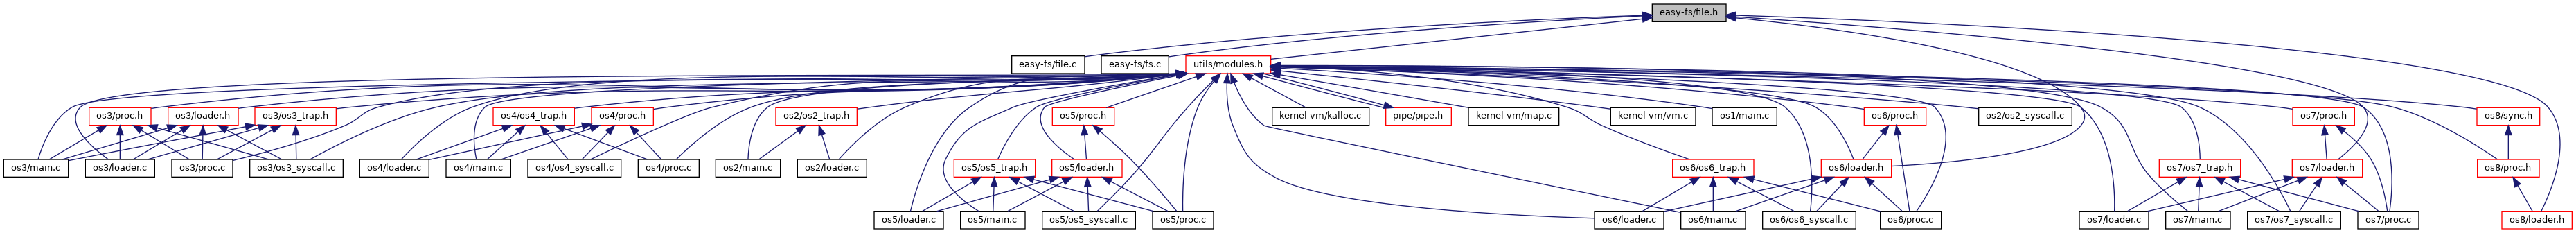 easy-fs/file.h
easy-fs/file.c
easy-fs/fs.c
utils/modules.h
os3/proc.h
os3/loader.h
os3/os3_trap.h
os4/os4_trap.h
os4/proc.h
os2/os2_trap.h
os5/proc.h
kernel-vm/kalloc.c
pipe/pipe.h
kernel-vm/map.c
kernel-vm/vm.c
os1/main.c
os6/proc.h
os2/os2_syscall.c
os7/proc.h
os8/sync.h
os3/main.c
os3/loader.c
os3/proc.c
os3/os3_syscall.c
os4/loader.c
os4/main.c
os4/os4_syscall.c
os4/proc.c
os2/main.c
os2/loader.c
os5/os5_trap.h
os5/loader.h
os6/os6_trap.h
os6/loader.h
os7/os7_trap.h
os7/loader.h
os8/proc.h
os5/loader.c
os5/main.c
os5/os5_syscall.c
os5/proc.c
os6/loader.c
os6/main.c
os6/os6_syscall.c
os6/proc.c
os7/loader.c
os7/main.c
os7/os7_syscall.c
os7/proc.c
os8/loader.h